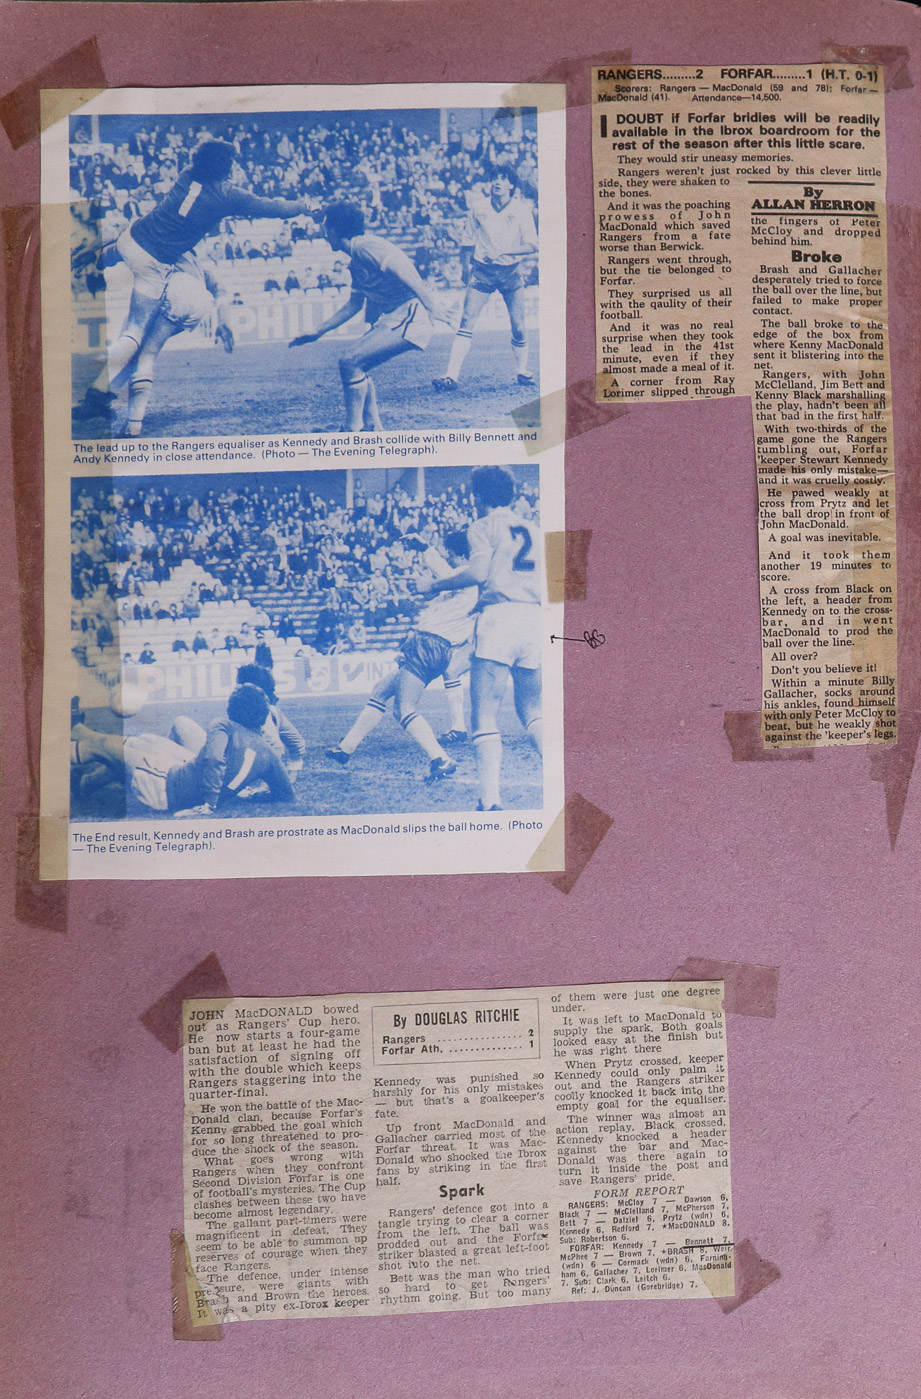 1
PHILIPS
The lead up to the Rangers equaliser as Kennedy and Brash collide with Billy Bennett and
Andy Kennedy in close attendance. (Photo — The Evening Telegraph).
2
PHILIPS
The End result, Kennedy and Brash are prostrate as MacDonald slips the ball home. (Photo
— The Evening Telegraph).
RANGERS.........2 FORFAR.........1 (H.T. 0-1)
Scorers: Rangers — MacDonald (59 and 78); Forfar —
MacDonald (41). Attendance—14,500.
I DOUBT if Forfar bridies will be readily
available in the Ibrox boardroom for the
rest of the season after this little scare.
They would stir uneasy memories.
Rangers weren't just rocked by this clever little
side, they were shaken to
the bones.
And it was the poaching
prowess of John
MacDonald which saved
Rangers from a fate
worse than Berwick.
Rangers went through,
but the tie belonged to
Forfar.
They surprised us all
with the qaulity of their
football.
And it was no real
surprise when they took
the lead in the 41st
minute, even if they
almost made a meal of it.
A corner from Ray
Lorimer slipped through
By
ALLAN HERRON
the fingers of Peter
McCloy and dropped
behind him.
Broke
Brash and Gallacher
desperately tried to force
the ball over the line, but
failed to make proper
contact.
The ball broke to the
edge of the box from
where Kenny MacDonald
sent it blistering into the
net.
Rangers, with John
McClelland, Jim Bett and
Kenny Black marshalling
the play, hadn't been all
that bad in the first half.
With two-thirds of the
game gone the Rangers
tumbling out, Forfar
'keeper Stewart Kennedy
made his only mistake—
and it was cruelly costly.
He pawed weakly at
cross from Prytz and let
the ball drop in front of
John MacDonald.
A goal was inevitable.
And it took them
another 19 minutes to
score.
A cross from Black on
the left, a header from
Kennedy on to the cross-
bar, and in went
MacDonald to prod the
ball over the line.
All over?
Don't you believe it!
Within a minute Billy
Gallacher, socks around
his ankles, found himself
with only Peter McCloy to
beat, but he weakly shot
against the 'keeper's legs.
JOHN MacDONALD bowed
out as Rangers' Cup hero.
He now starts a four-game
ban but at least he had the
satisfaction of signing off
with the double which keeps
Rangers staggering into the
quarter-final.
He won the battle of the Mac-
Donald clan, because Forfar's
Kenny grabbed the goal which
for so long threatened to pro-
duce the shock of the season.
What goes wrong with
Rangers when they confront
Second Division Forfar is one
of football's mysteries. The Cup
clashes between these two have
become almost legendary.
The gallant part-timers were
magnificent in defeat. They
seem to be able to summon up
reserves of courage when they
face Rangers.
The defence, under intense
pressure, were giants with
Brash and Brown the heroes.
It was a pity ex-Ibrox keeper
By DOUGLAS RITCHIE
Rangers .............. 2
Forfar Ath. ............ 1
Kennedy was punished so
harshly for his only mistakes
— but that's a goalkeeper's
fate.
Up front MacDonald and
Gallacher carried most of the
Forfar threat. It was Mac-
Donald who shocked the Ibrox
fans by striking in the first
half.
Spark
Rangers' defence got into a
tangle trying to clear a corner
from the left. The ball was
prodded out and the Forfar
striker blasted a great left-foot
shot into the net.
Bett was the man who tried
so hard to get Rangers'
rhythm going. But too many
of them were just one degree
under.
It was left to MacDonald to
supply the spark. Both goals
looked easy at the finish but
he was right there
When Prytz crossed, keeper
Kennedy could only palm it
out and the Rangers striker
coolly knocked it back into the
empty goal for the equaliser.
The winner was almost an
action replay. Black crossed,
Kennedy knocked a header
against the bar and Mac-
Donald was there again to
turn it inside the post and
save Rangers' pride.
FORM REPORT
RANGERS: McCloy 7 — Dawson 6,
Black 7 — McClelland 7, McPherson 7,
Bett 7 — Dalziel 6, Prytz (wdn) 6,
Kennedy 6, Redford 7, *MacDONALD 8.
Sub: Robertson 6.
FORFAR: Kennedy 7 — Bennett 7,
McPhee 7 — Brown 7, *BRASH 8, Weir
(wdn) 6 — Cormack (wdn) 6, Farning-
ham 6, Gallacher 7, Lorimer 6, MacDonald
7. Sub: Clark 6, Leitch 6.
Ref: J. Duncan (Gorebridge) 7.